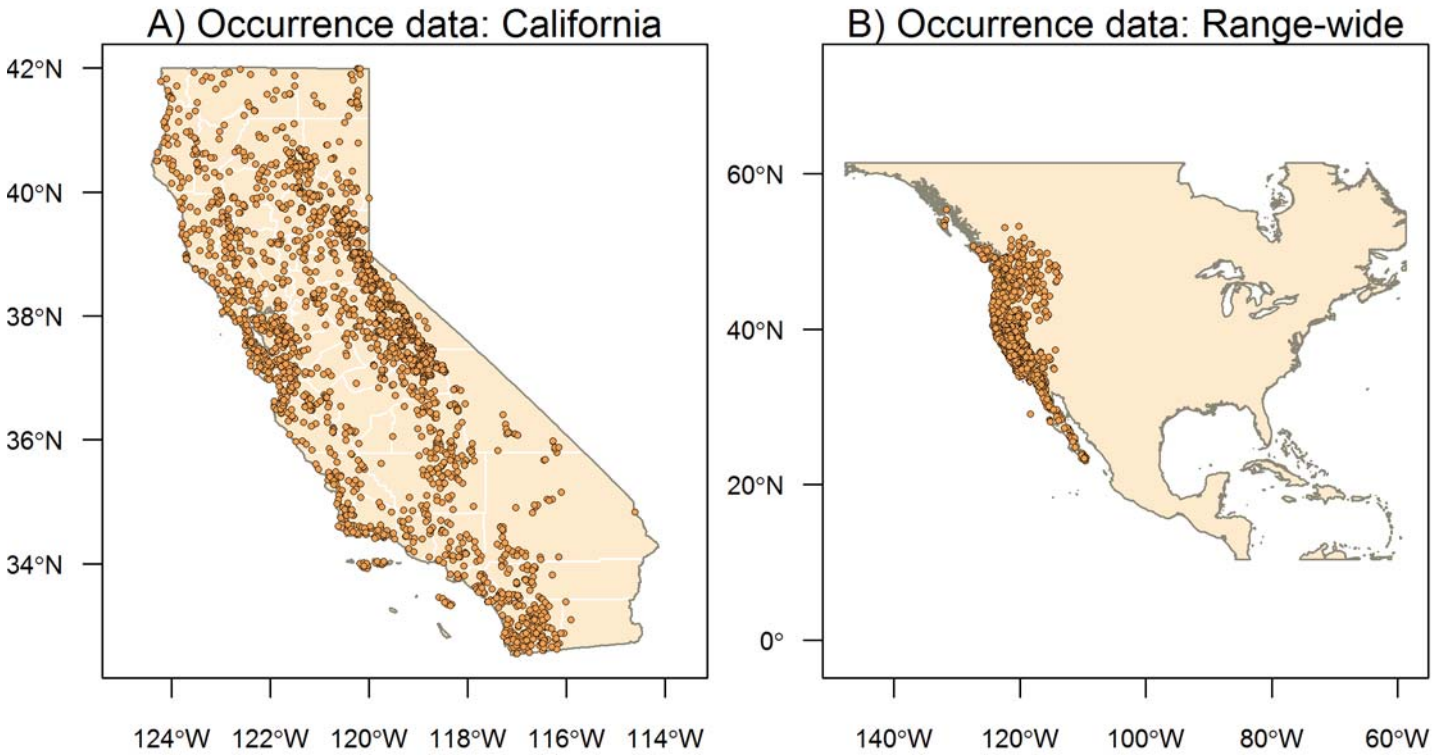 A) Occurrence data: California
B) Occurrence data: Range-wide
42°N
40°N
38°N
36°N
34°N
124°W 122°W 120°W 118°W 116°W 114°W
60°N
40°N
20°N
0°
140°W 120°W 100°W 80°W 60°W